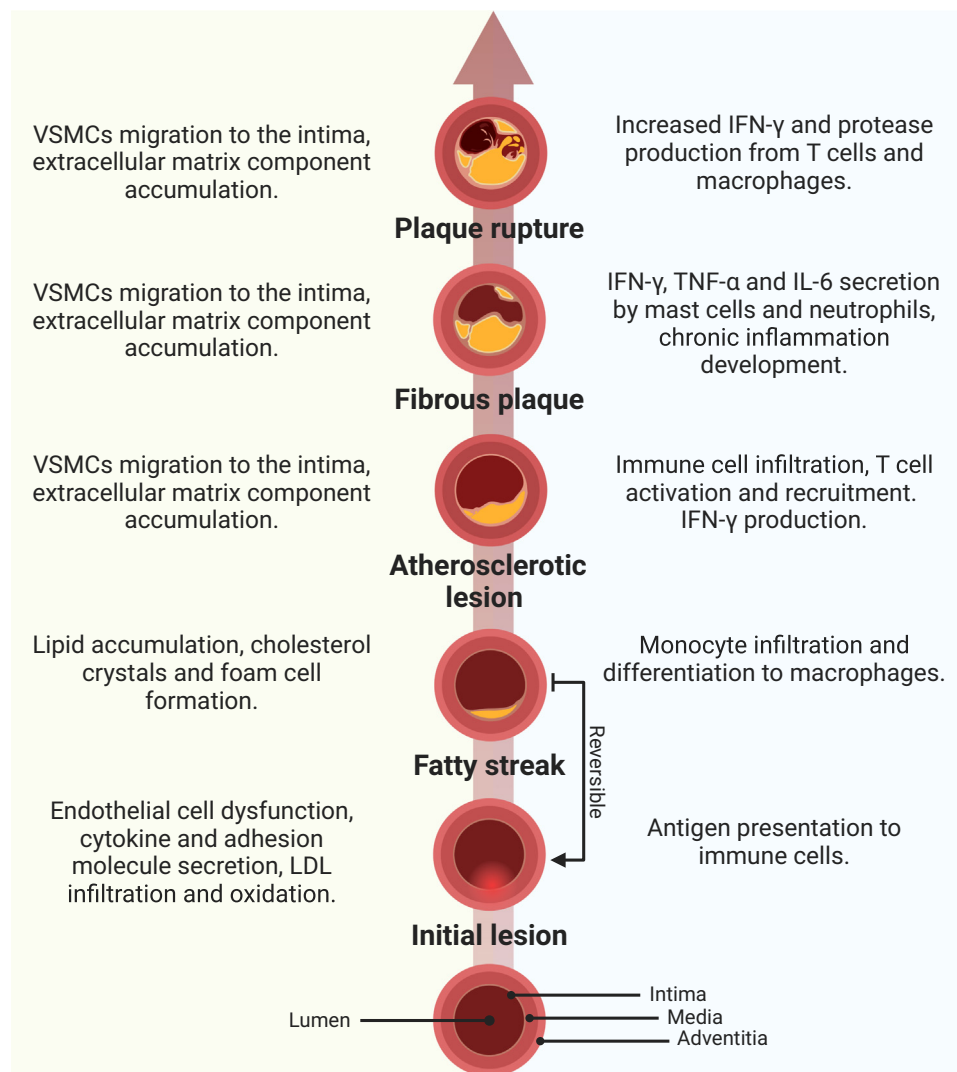 VSMCs migration to the intima,
extracellular matrix component
accumulation.
Increased IFN-γ and protease
production from T cells and
macrophages.
Plaque rupture
VSMCs migration to the intima,
extracellular matrix component
accumulation.
IFN-γ, TNF-α and IL-6 secretion
by mast cells and neutrophils,
chronic inflammation
development.
Fibrous plaque
VSMCs migration to the intima,
extracellular matrix component
accumulation.
Immune cell infiltration, T cell
activation and recruitment.
IFN-γ production.
Atherosclerotic
lesion
Lipid accumulation, cholesterol
crystals and foam cell
formation.
Monocyte infiltration and
differentiation to macrophages.
Fatty streak
Reversible
Endothelial cell dysfunction,
cytokine and adhesion
molecule secretion, LDL
infiltration and oxidation.
Antigen presentation to
immune cells.
Initial lesion
Lumen
Intima
Media
Adventitia